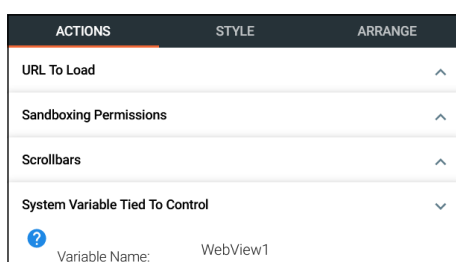 ACTIONS STYLE ARRANGE
URL To Load
Sandboxing Permissions
Scrollbars
System Variable Tied To Control
?
Variable Name: WebView1